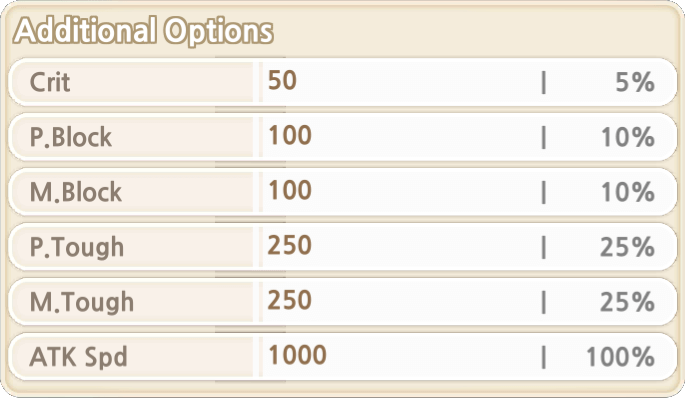 Additional Options
Crit 50 | 5%
P.Block 100 | 10%
M.Block 100 | 10%
P.Tough 250 | 25%
M.Tough 250 | 25%
ATK Spd 1000 | 100%